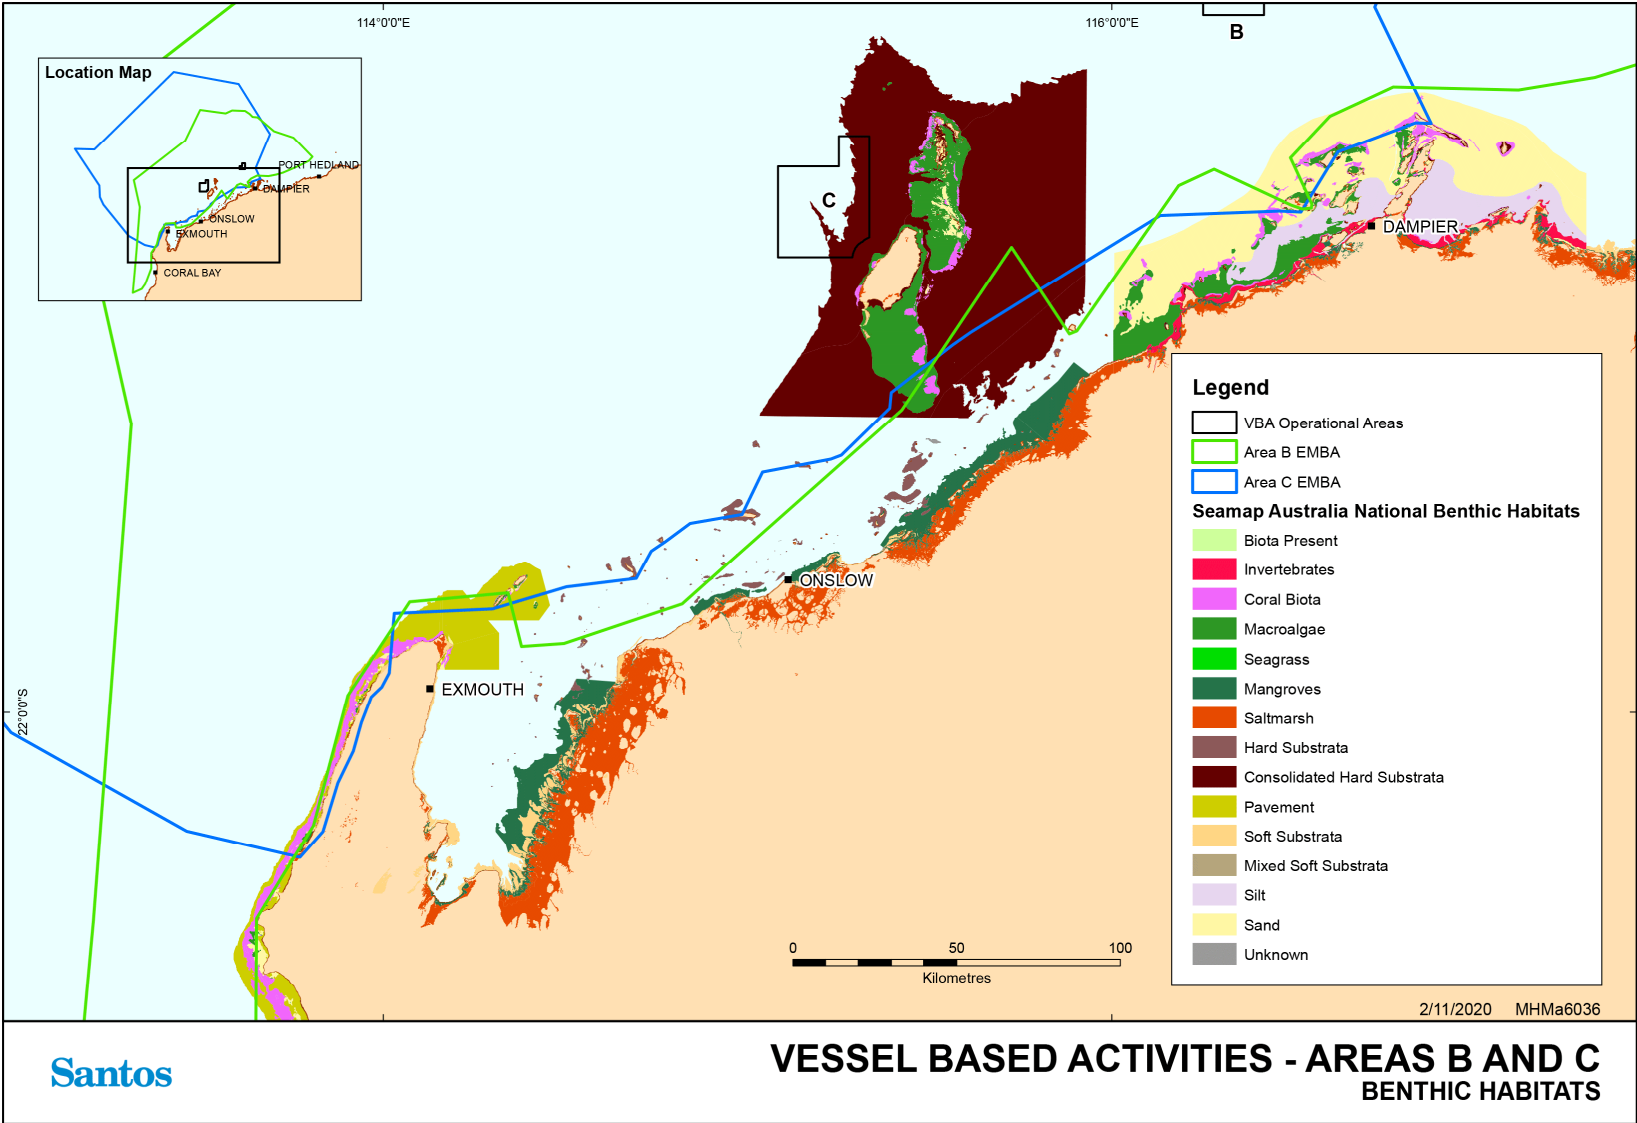 114°0'0"E
116°0'0"E
B
Location Map
PORT HEDLAND
DAMPIER
ONSLOW
EXMOUTH
CORAL BAY
C
DAMPIER
ONSLOW
EXMOUTH
22°0'0"S
Legend
VBA Operational Areas
Area B EMBA
Area C EMBA
Seamap Australia National Benthic Habitats
Biota Present
Invertebrates
Coral Biota
Macroalgae
Seagrass
Mangroves
Saltmarsh
Hard Substrata
Consolidated Hard Substrata
Pavement
Soft Substrata
Mixed Soft Substrata
Silt
Sand
Unknown
0 50 100
Kilometres
2/11/2020 MHMa6036
Santos
VESSEL BASED ACTIVITIES - AREAS B AND C
BENTHIC HABITATS